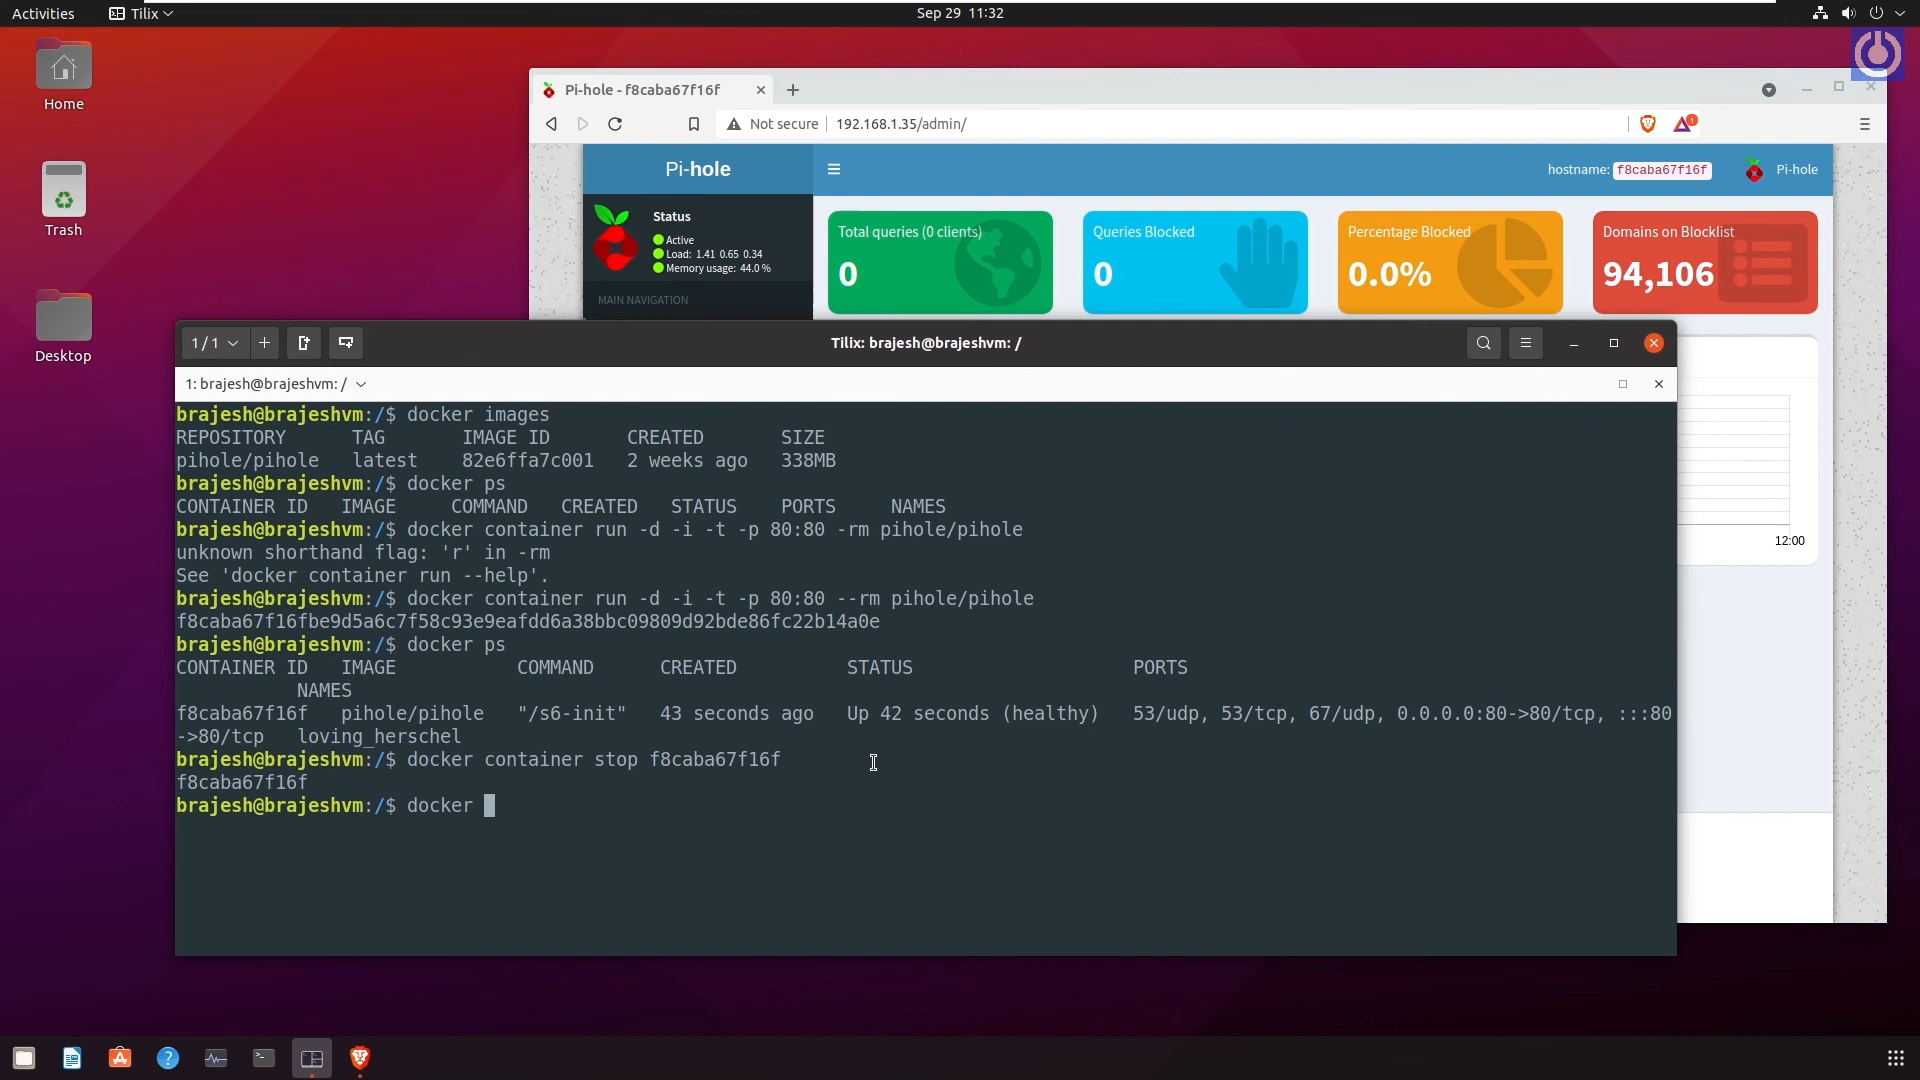 Activities
Tilix
Sep 29 11:32
Home
Trash
Desktop
Pi-hole - f8caba67f16f
Not secure
192.168.1.35/admin/
1
Pi-hole
hostname: f8caba67f16f
Pi-hole
Status
Active
Load: 1.41 0.65 0.34
Memory usage: 44.0 %
MAIN NAVIGATION
Total queries (0 clients)
0
Queries Blocked
0
Percentage Blocked
0.0%
Domains on Blocklist
94,106
12:00
1 / 1
Tilix: brajesh@brajeshvm: /
1: brajesh@brajeshvm: /
brajesh@brajeshvm:/$ docker images
REPOSITORY      TAG       IMAGE ID       CREATED       SIZE
pihole/pihole   latest    82e6ffa7c001   2 weeks ago   338MB
brajesh@brajeshvm:/$ docker ps
CONTAINER ID   IMAGE     COMMAND   CREATED   STATUS    PORTS     NAMES
brajesh@brajeshvm:/$ docker container run -d -i -t -p 80:80 -rm pihole/pihole
unknown shorthand flag: 'r' in -rm
See 'docker container run --help'.
brajesh@brajeshvm:/$ docker container run -d -i -t -p 80:80 --rm pihole/pihole
f8caba67f16fbe9d5a6c7f58c93e9eafdd6a38bbc09809d92bde86fc22b14a0e
brajesh@brajeshvm:/$ docker ps
CONTAINER ID   IMAGE           COMMAND      CREATED          STATUS                    PORTS
           NAMES
f8caba67f16f   pihole/pihole   "/s6-init"   43 seconds ago   Up 42 seconds (healthy)   53/udp, 53/tcp, 67/udp, 0.0.0.0:80->80/tcp, :::80
->80/tcp   loving_herschel
brajesh@brajeshvm:/$ docker container stop f8caba67f16f
f8caba67f16f
brajesh@brajeshvm:/$ docker